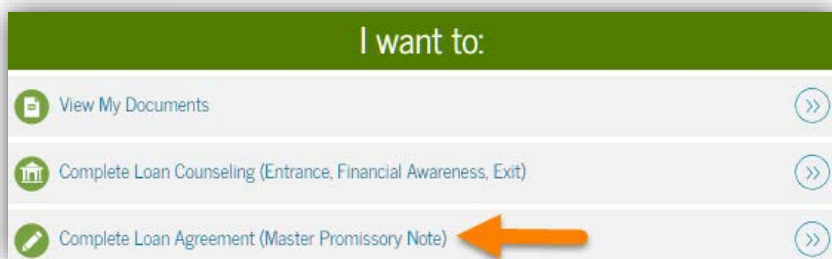 I want to:
View My Documents
Complete Loan Counseling (Entrance, Financial Awareness, Exit)
Complete Loan Agreement (Master Promissory Note)